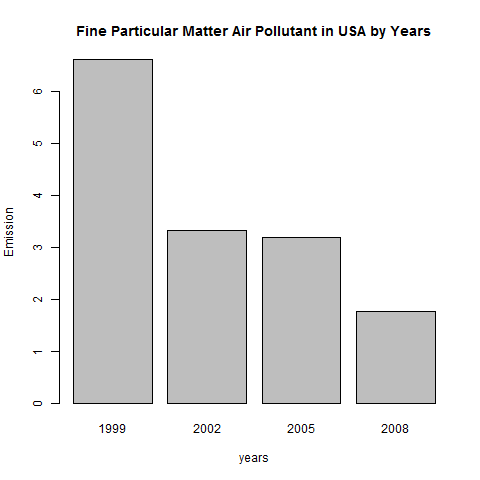 Fine Particular Matter Air Pollutant in USA by Years
Emission
6
5
4
3
2
1
0
1999 2002 2005 2008
years